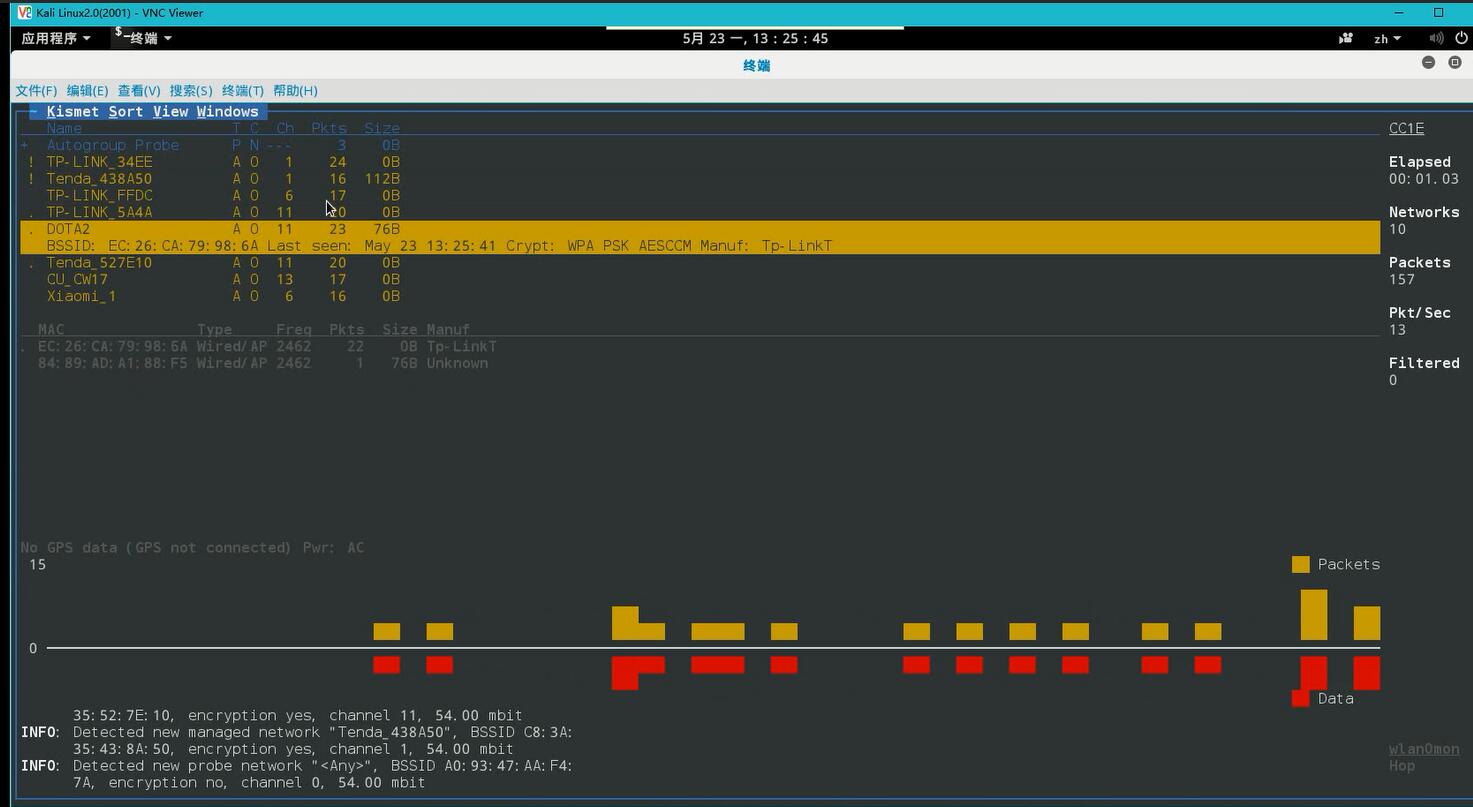 Kali Linux2.0(2001) - VNC Viewer
应用程序 $_终端 5月 23 一, 13：25：45 zh
终端
文件(F) 编辑(E) 查看(V) 搜索(S) 终端(T) 帮助(H)
~ Kismet Sort View Windows
Name T C Ch Pkts Size CC1E
+ Autogroup Probe P N --- 3 0B
! TP-LINK_34EE A O 1 24 0B Elapsed
! Tenda_438A50 A O 1 16 112B 00:01.03
TP-LINK_FFDC A O 6 17 0B
. TP-LINK_5A4A A O 11 20 0B Networks
. DOTA2 A O 11 23 76B 10
BSSID: EC:26:CA:79:98:6A Last seen: May 23 13:25:41 Crypt: WPA PSK AESCCM Manuf: Tp-LinkT
. Tenda_527E10 A O 11 20 0B Packets
CU_CW17 A O 13 17 0B 157
Xiaomi_1 A O 6 16 0B
Pkt/Sec
MAC Type Freq Pkts Size Manuf 13
. EC:26:CA:79:98:6A Wired/AP 2462 22 0B Tp-LinkT
84:89:AD:A1:88:F5 Wired/AP 2462 1 76B Unknown Filtered
0
No GPS data (GPS not connected) Pwr: AC
15 Packets
0
Data
35:52:7E:10, encryption yes, channel 11, 54.00 mbit
INFO: Detected new managed network "Tenda_438A50", BSSID C8:3A:
35:43:8A:50, encryption yes, channel 1, 54.00 mbit wlan0mon
INFO: Detected new probe network "<Any>", BSSID A0:93:47:AA:F4: Hop
7A, encryption no, channel 0, 54.00 mbit